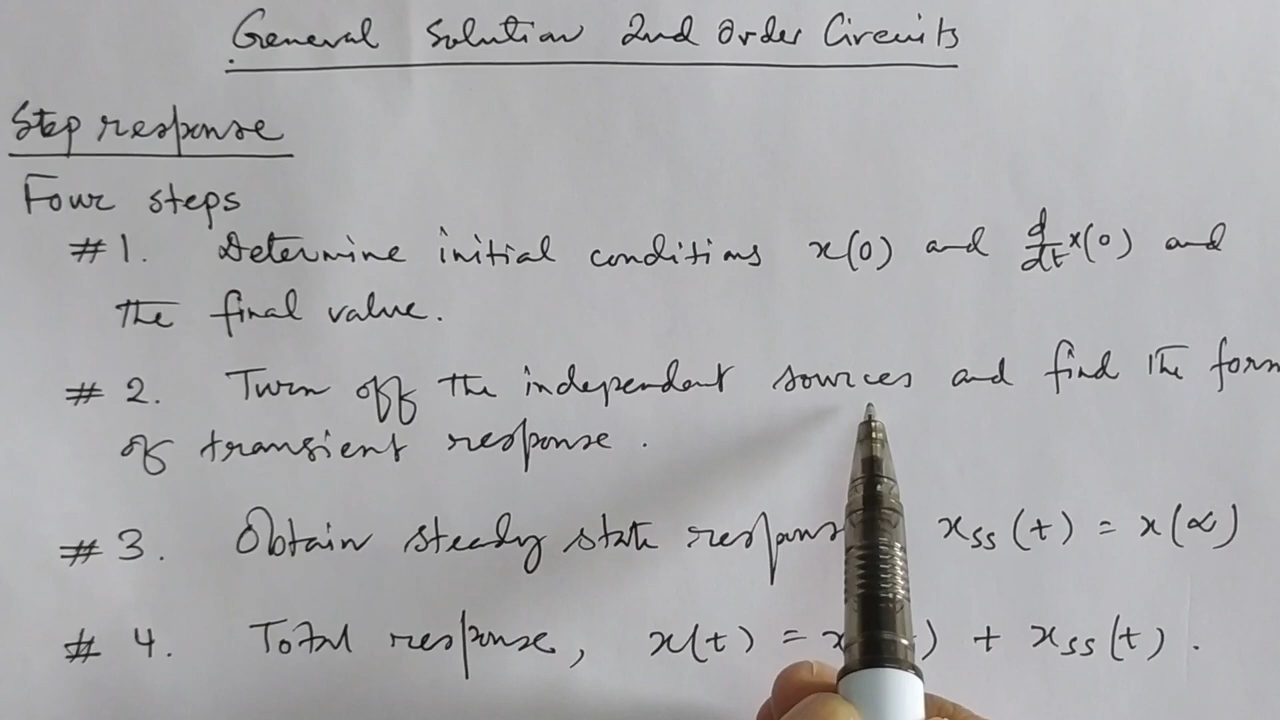 General Solution 2nd Order Circuits
Step response
Four steps
#1. Determine initial conditions x(0) and d/dt x(0) and
the final value.
#2. Turn off the independent sources and find the form
of transient response.
#3. Obtain steady state respons x_ss(t) = x(∝)
#4. Total response, x(t) = x ) + x_ss(t).